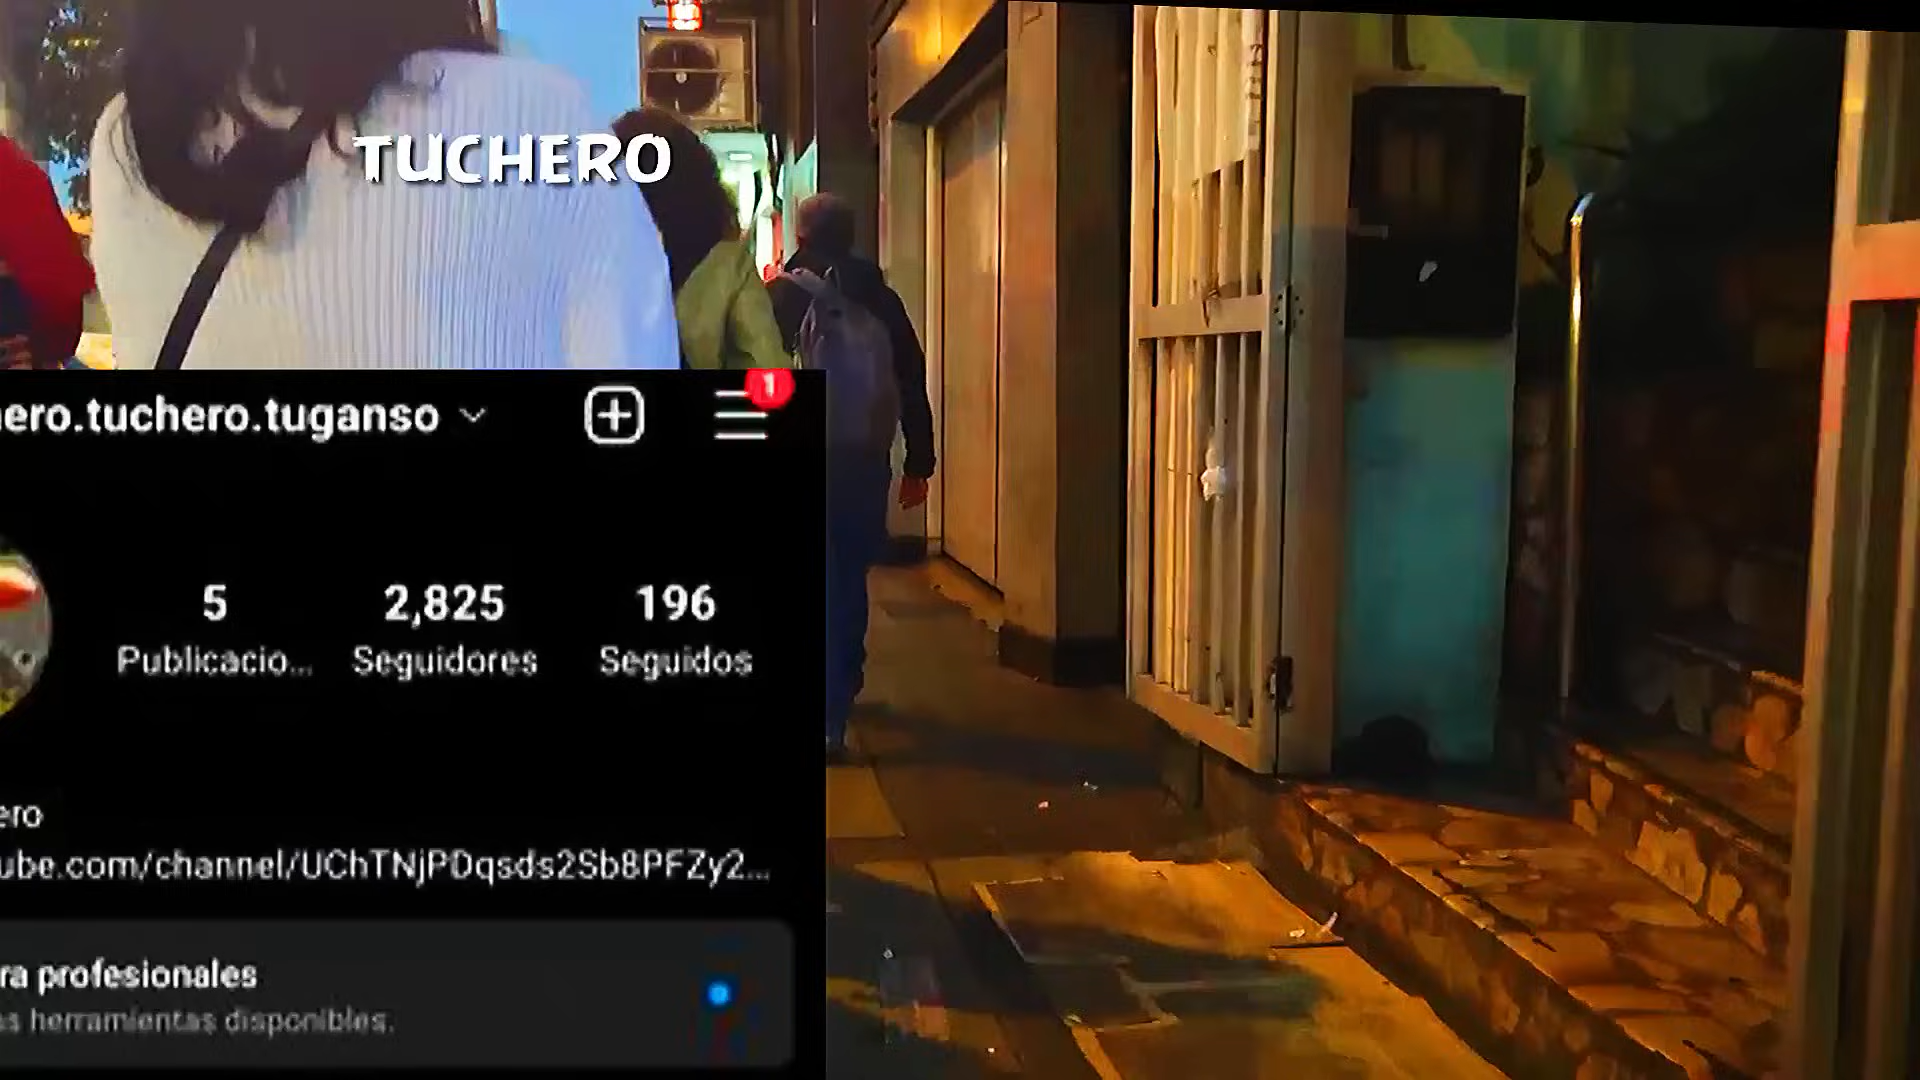 TUCHERO
ero.tuchero.tuganso
1
5
2,825
196
Publicacio...
Seguidores
Seguidos
ero
ube.com/channel/UChTNjPDqsds2Sb8PFZy2...
ra profesionales
as herramientas disponibles.